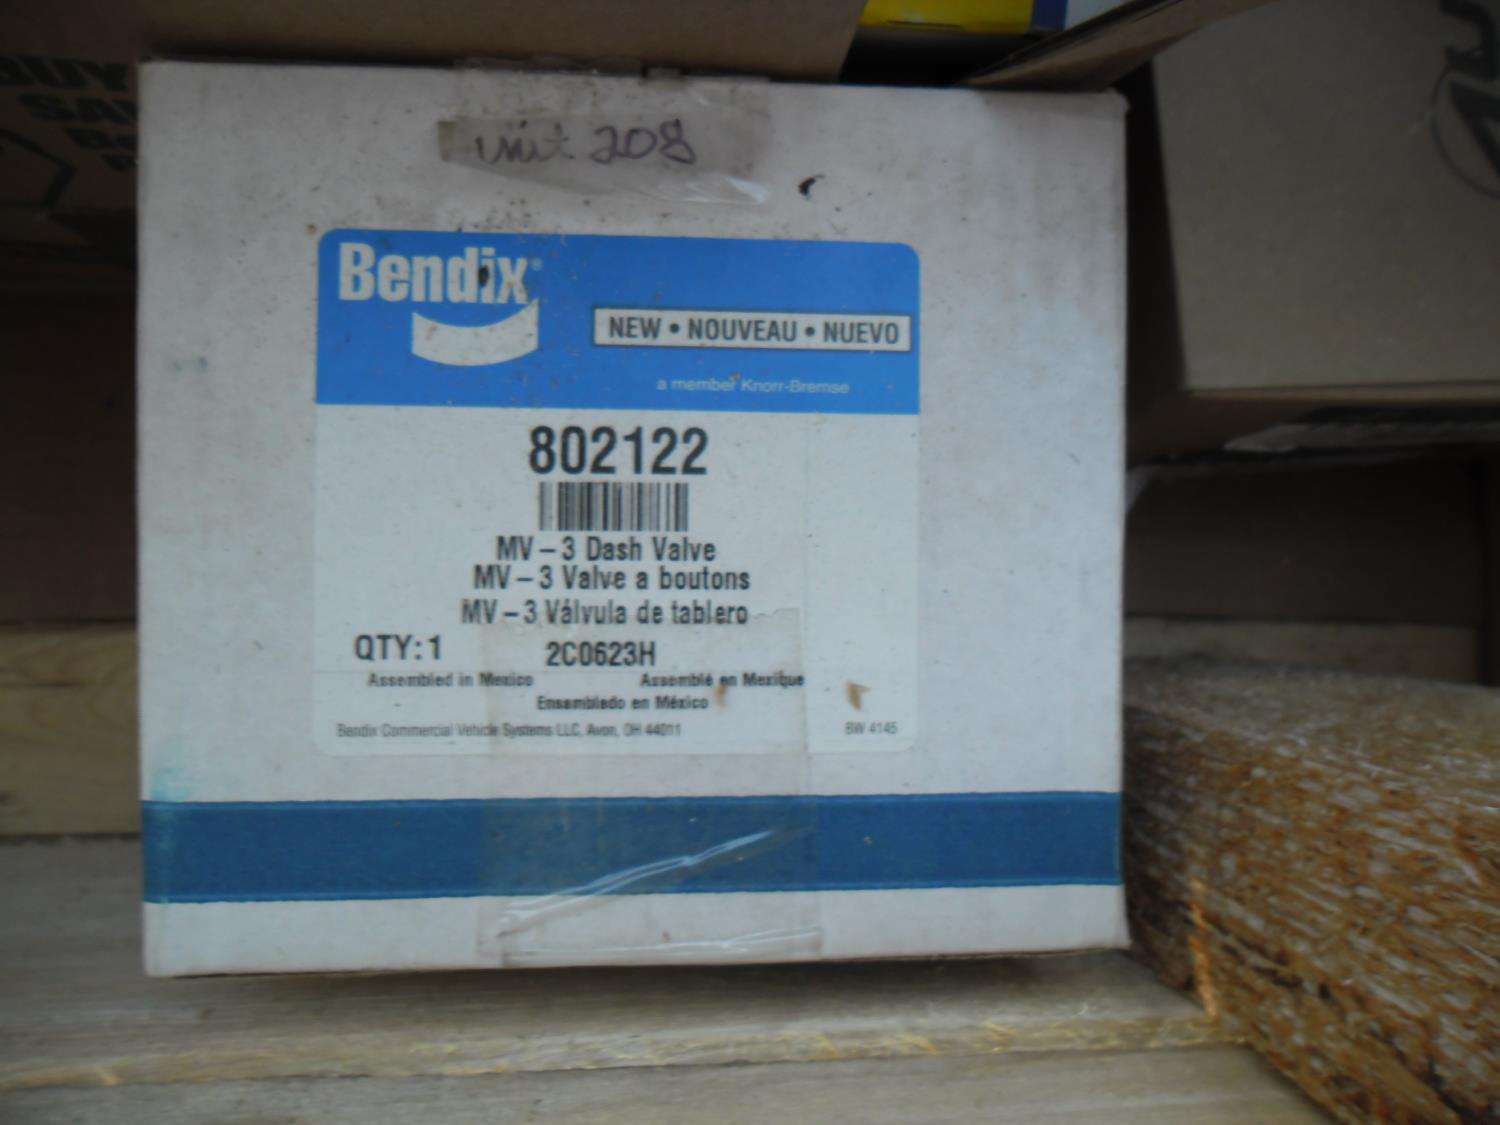 BUY
unit 208
Bendix
NEW • NOUVEAU • NUEVO
a member Knorr-Bremse
802122
MV – 3 Dash Valve
MV – 3 Valve a boutons
MV – 3 Válvula de tablero
QTY: 1 2C0623H
Assembled in Mexico Assemblé en Mexique
Ensamblado en México
Bendix Commercial Vehicle Systems LLC, Avon, OH 44011 BW 4145